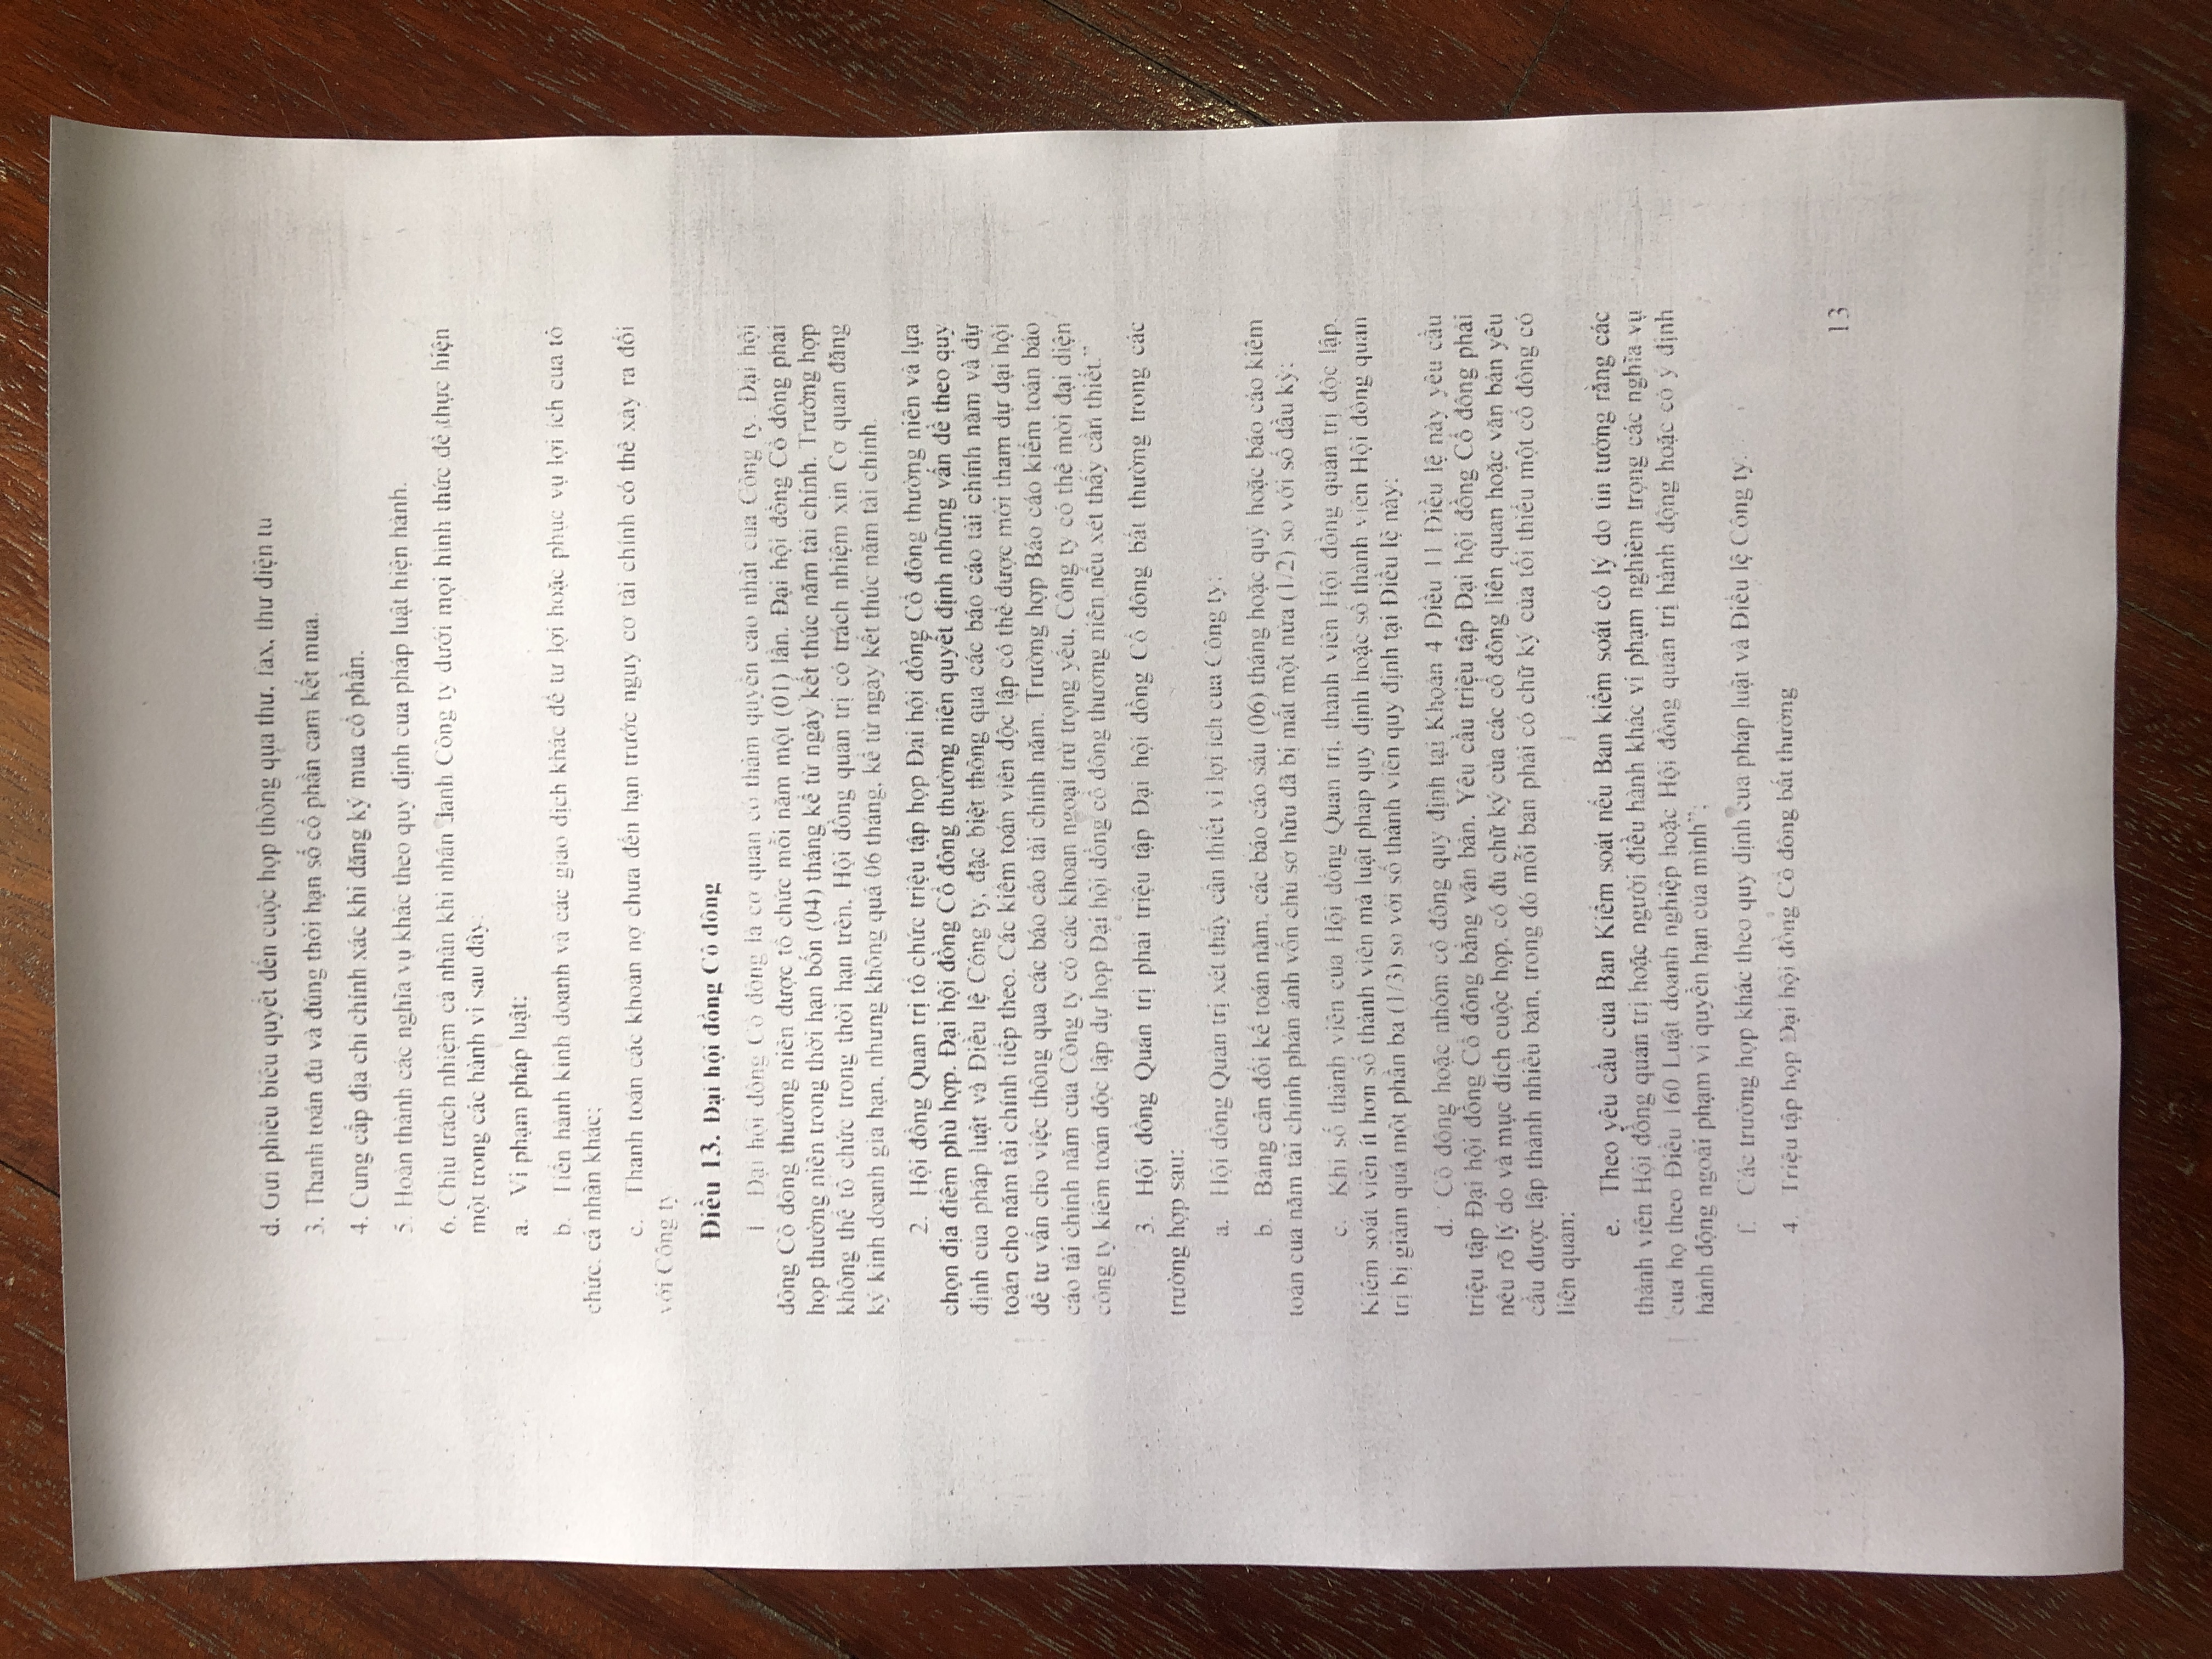 d. Gửi phiếu biểu quyết đến cuộc họp thông qua thư, fax, thư điện tử
3. Thanh toán đủ và đúng thời hạn số cổ phần cam kết mua.
4. Cung cấp địa chỉ chính xác khi đăng ký mua cổ phần.
5. Hoàn thành các nghĩa vụ khác theo quy định của pháp luật hiện hành.
6. Chịu trách nhiệm cá nhân khi nhân danh Công ty dưới mọi hình thức để thực hiện
một trong các hành vi sau đây:
a. Vi phạm pháp luật;
b. Tiến hành kinh doanh và các giao dịch khác để tư lợi hoặc phục vụ lợi ích của tổ
chức, cá nhân khác;
c. Thanh toán các khoản nợ chưa đến hạn trước nguy cơ tài chính có thể xảy ra đối
với Công ty
Điều 13. Đại hội đồng Cổ đông
1. Đại hội đồng Cổ đông là cơ quan có thẩm quyền cao nhất của Công ty. Đại hội
đồng Cổ đông thường niên được tổ chức mỗi năm một (01) lần. Đại hội đồng Cổ đông phải
họp thường niên trong thời hạn bốn (04) tháng kể từ ngày kết thúc năm tài chính. Trường hợp
không thể tổ chức trong thời hạn trên, Hội đồng quản trị có trách nhiệm xin Cơ quan đăng
ký kinh doanh gia hạn, nhưng không quá 06 tháng, kể từ ngày kết thúc năm tài chính.
2. Hội đồng Quản trị tổ chức triệu tập họp Đại hội đồng Cổ đông thường niên và lựa
chọn địa điểm phù hợp. Đại hội đồng Cổ đông thường niên quyết định những vấn đề theo quy
định của pháp luật và Điều lệ Công ty, đặc biệt thông qua các báo cáo tài chính năm và dự
toán cho năm tài chính tiếp theo. Các kiểm toán viên độc lập có thể được mời tham dự đại hội
để tư vấn cho việc thông qua các báo cáo tài chính năm. Trường hợp Báo cáo kiểm toán báo
cáo tài chính năm của Công ty có các khoản ngoại trừ trọng yếu, Công ty có thể mời đại diện
công ty kiểm toán độc lập dự họp Đại hội đồng cổ đông thường niên nếu xét thấy cần thiết.”
3. Hội đồng Quản trị phải triệu tập Đại hội đồng Cổ đông bất thường trong các
trường hợp sau:
a. Hội đồng Quản trị xét thấy cần thiết vì lợi ích của Công ty;
b. Bảng cân đối kế toán năm, các báo cáo sáu (06) tháng hoặc quý hoặc báo cáo kiểm
toán của năm tài chính phản ánh vốn chủ sở hữu đã bị mất một nửa (1/2) so với số đầu kỳ;
c. Khi số thành viên của Hội đồng Quản trị, thành viên Hội đồng quản trị độc lập,
Kiểm soát viên ít hơn số thành viên mà luật pháp quy định hoặc số thành viên Hội đồng quản
trị bị giảm quá một phần ba (1/3) so với số thành viên quy định tại Điều lệ này;
d. Cổ đông hoặc nhóm cổ đông quy định tại Khoản 4 Điều 11 Điều lệ này yêu cầu
triệu tập Đại hội đồng Cổ đông bằng văn bản. Yêu cầu triệu tập Đại hội đồng Cổ đông phải
nêu rõ lý do và mục đích cuộc họp, có đủ chữ ký của các cổ đông liên quan hoặc văn bản yêu
cầu được lập thành nhiều bản, trong đó mỗi bản phải có chữ ký của tối thiểu một cổ đông có
liên quan;
e. Theo yêu cầu của Ban Kiểm soát nếu Ban kiểm soát có lý do tin tưởng rằng các
thành viên Hội đồng quản trị hoặc người điều hành khác vi phạm nghiêm trọng các nghĩa vụ
của họ theo Điều 160 Luật doanh nghiệp hoặc Hội đồng quản trị hành động hoặc có ý định
hành động ngoài phạm vi quyền hạn của mình”;
f. Các trường hợp khác theo quy định của pháp luật và Điều lệ Công ty.
4. Triệu tập họp Đại hội đồng Cổ đông bất thường
13